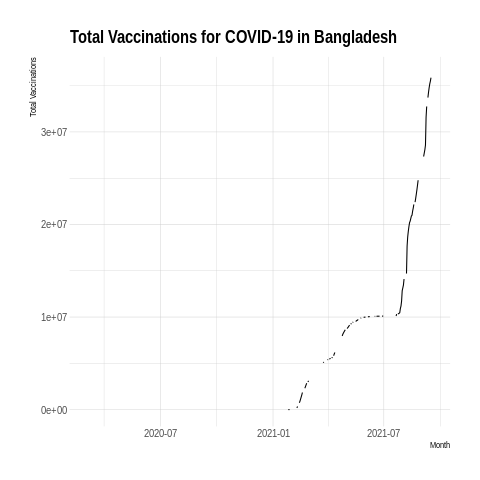 Total Vaccinations for COVID-19 in Bangladesh
Total Vaccinations
3e+07
2e+07
1e+07
0e+00
2020-07
2021-01
2021-07
Month